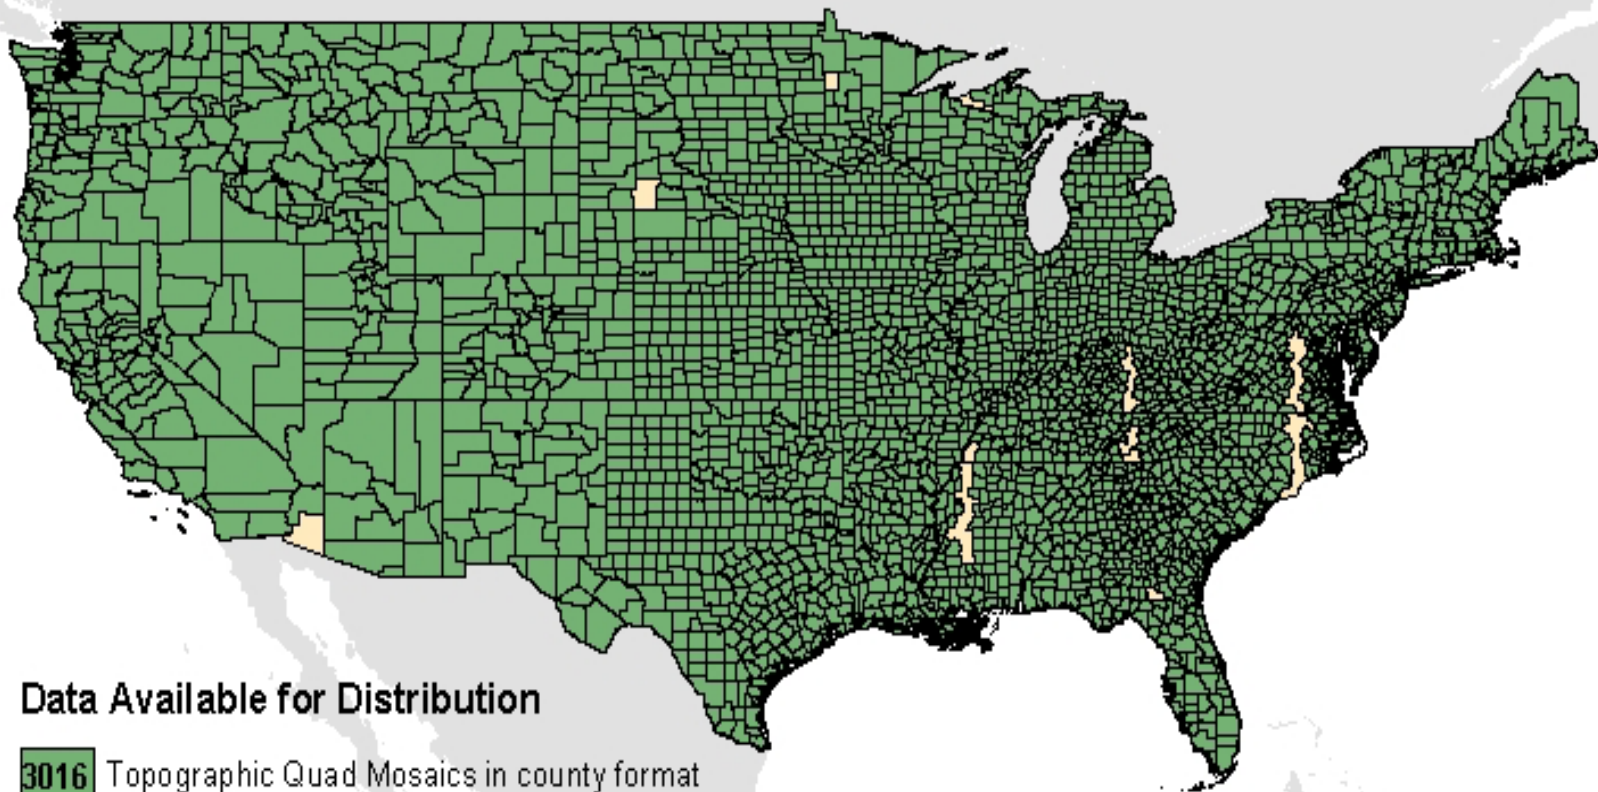 Data Available for Distribution
3016 Topographic Quad Mosaics in county format